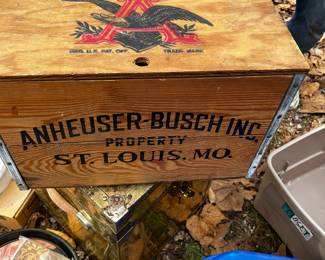 REG. U.S. PAT. OFF. TRADE MARK
ANHEUSER-BUSCH INC.
PROPERTY
ST. LOUIS, MO.